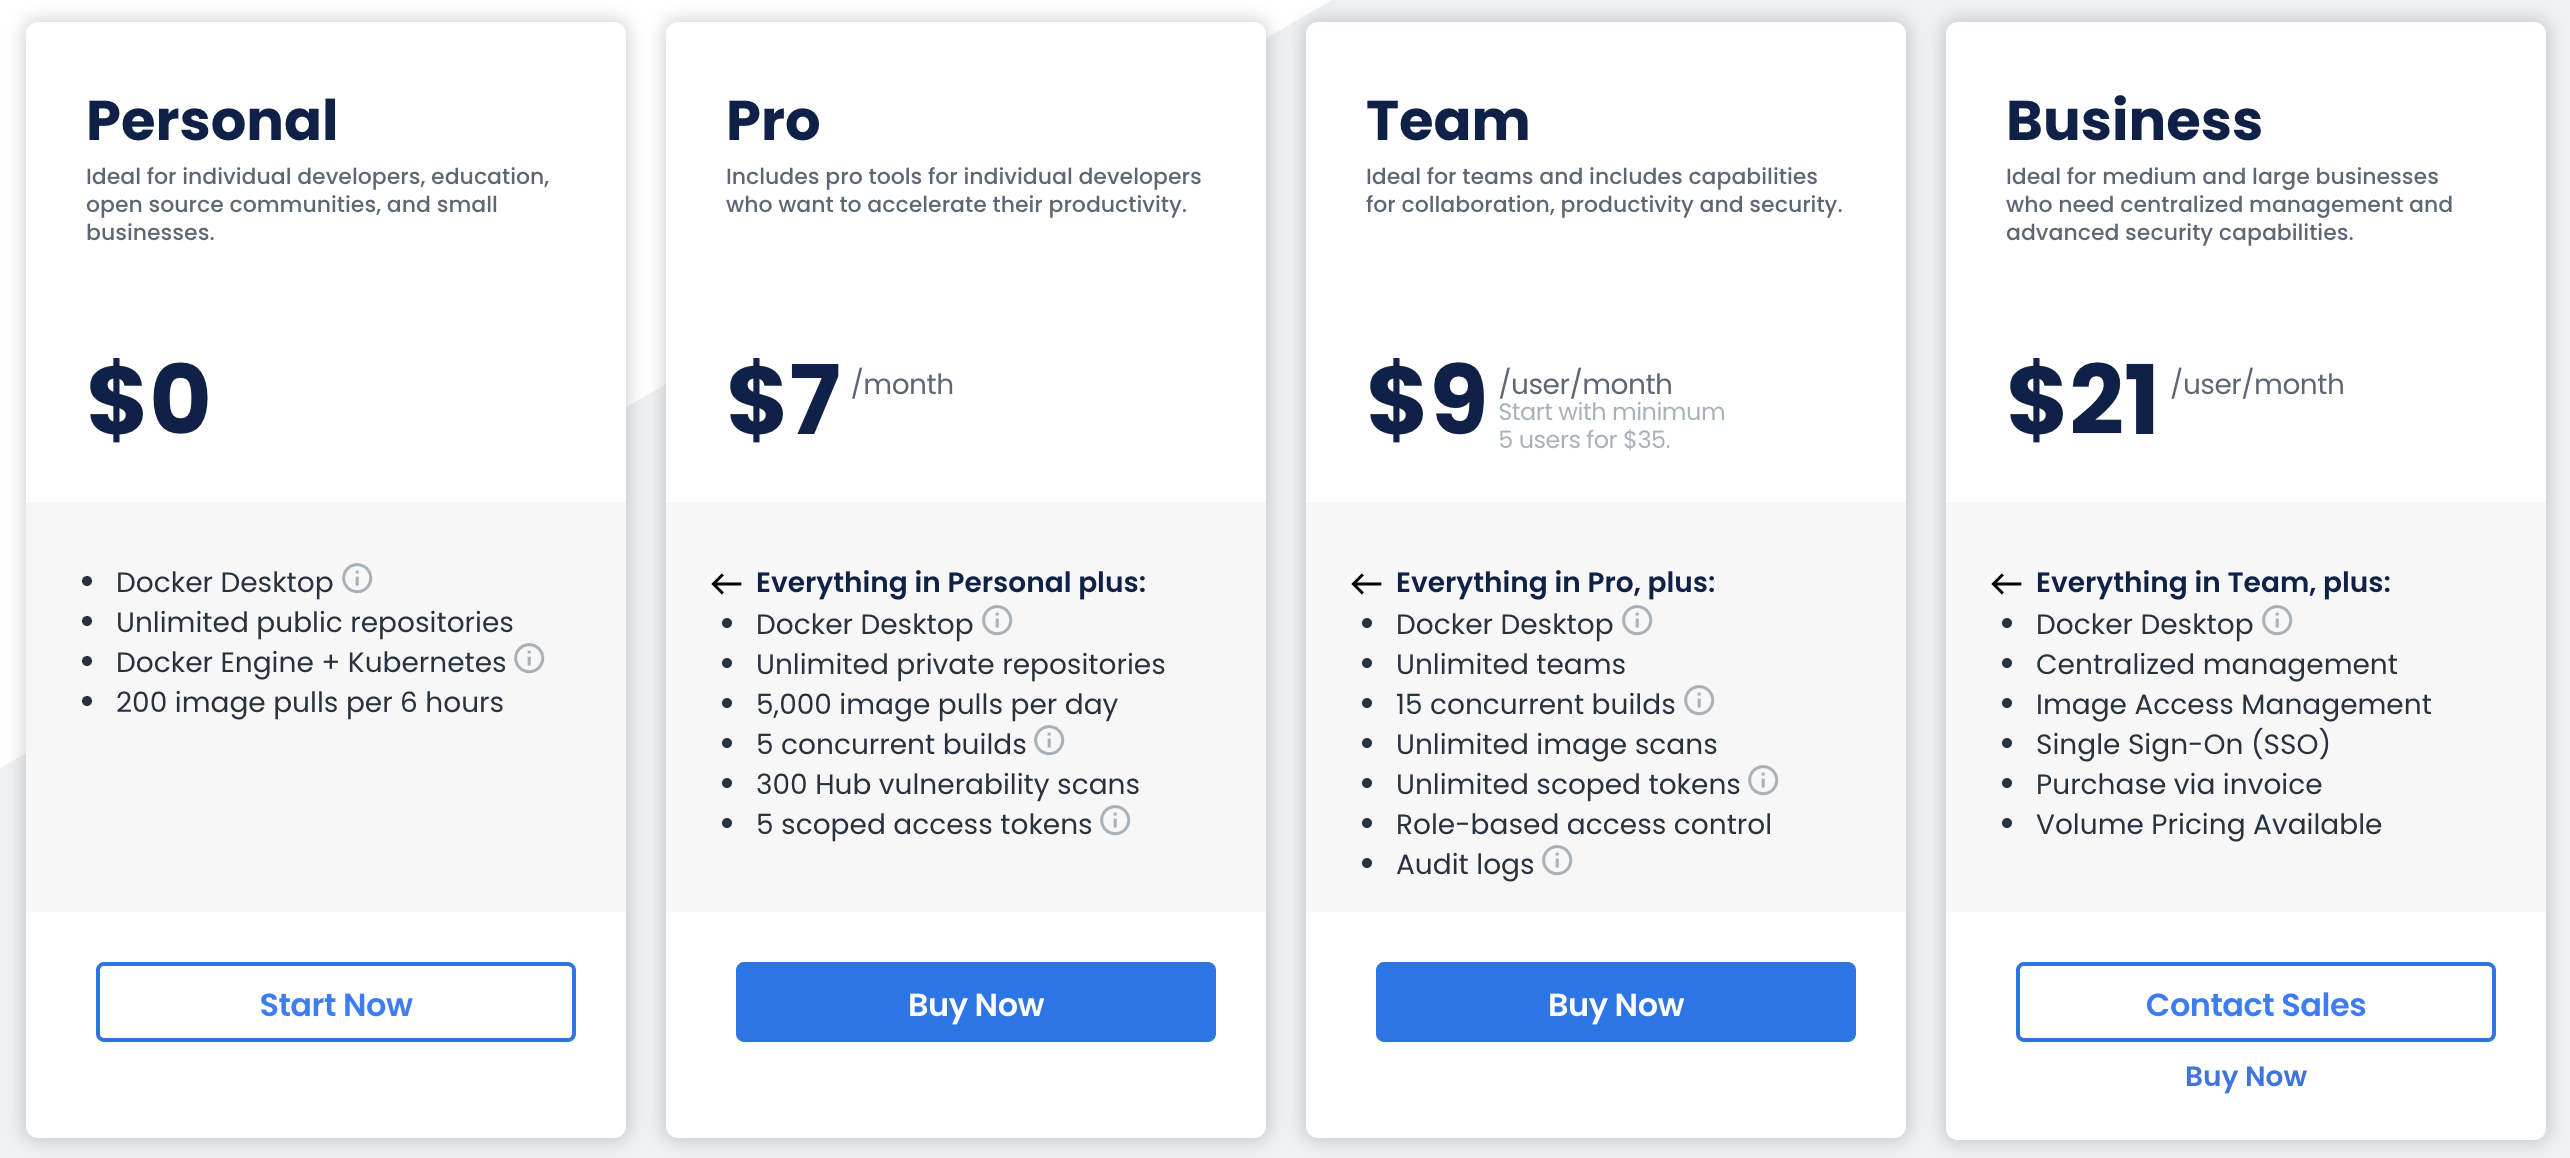 Personal
Ideal for individual developers, education,
open source communities, and small
businesses.
$0
• Docker Desktop
• Unlimited public repositories
• Docker Engine + Kubernetes
• 200 image pulls per 6 hours
Start Now
Pro
Includes pro tools for individual developers
who want to accelerate their productivity.
$7 /month
← Everything in Personal plus:
• Docker Desktop
• Unlimited private repositories
• 5,000 image pulls per day
• 5 concurrent builds
• 300 Hub vulnerability scans
• 5 scoped access tokens
Buy Now
Team
Ideal for teams and includes capabilities
for collaboration, productivity and security.
$9 /user/month
Start with minimum
5 users for $35.
← Everything in Pro, plus:
• Docker Desktop
• Unlimited teams
• 15 concurrent builds
• Unlimited image scans
• Unlimited scoped tokens
• Role-based access control
• Audit logs
Buy Now
Business
Ideal for medium and large businesses
who need centralized management and
advanced security capabilities.
$21 /user/month
← Everything in Team, plus:
• Docker Desktop
• Centralized management
• Image Access Management
• Single Sign-On (SSO)
• Purchase via invoice
• Volume Pricing Available
Contact Sales
Buy Now